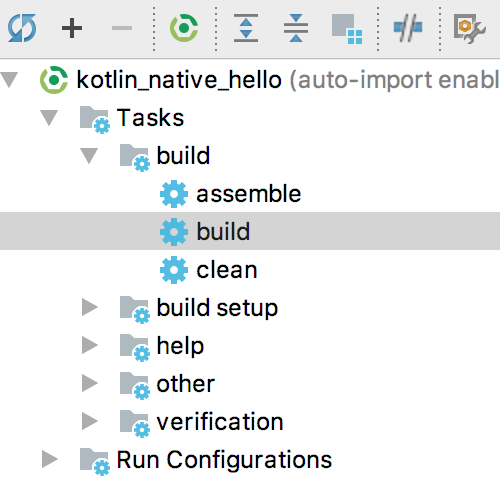 kotlin_native_hello (auto-import enabl
Tasks
build
assemble
build
clean
build setup
help
other
verification
Run Configurations